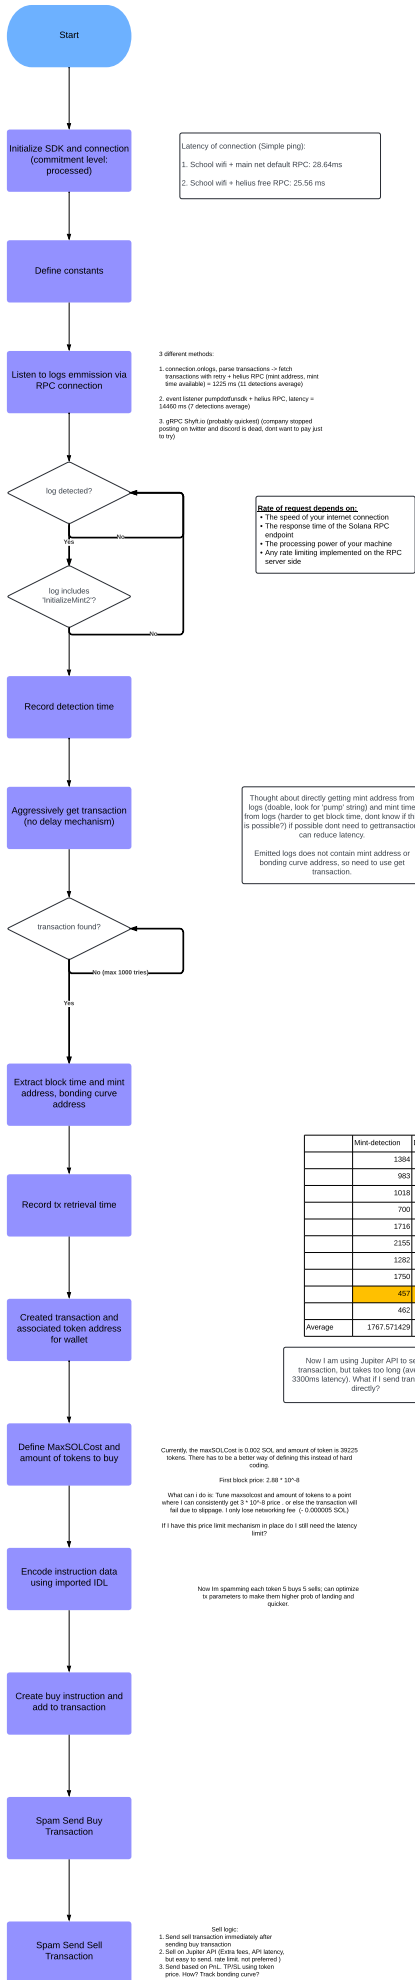 Start
Initialize SDK and connection
(commitment level:
processed)
Latency of connection (Simple ping):
1. School wifi + main net default RPC: 28.64ms
2. School wifi + helius free RPC: 25.56 ms
Define constants
Listen to logs emmission via
RPC connection
3 different methods:
1. connection.onlogs, parse transactions -> fetch
transactions with retry + helius RPC (mint address, mint
time available) = 1225 ms (11 detections average)
2. event listener pumpdotfunsdk + helius RPC, latency =
14460 ms (7 detections average)
3. gRPC Shyft.io (probably quickest) (company stopped
posting on twitter and discord is dead, dont want to pay just
to try)
log detected?
No
Yes
Rate of request depends on:
• The speed of your internet connection
• The response time of the Solana RPC
endpoint
• The processing power of your machine
• Any rate limiting implemented on the RPC
server side
log includes
'InitializeMint2'?
No
Record detection time
Aggressively get transaction
(no delay mechanism)
Thought about directly getting mint address from
logs (doable, look for 'pump' string) and mint time
from logs (harder to get block time, dont know if th
is possible?) if possible dont need to gettransaction
can reduce latency.
Emitted logs does not contain mint address or
bonding curve address, so need to use get
transaction.
transaction found?
No (max 1000 tries)
Yes
Extract block time and mint
address, bonding curve
address
Record tx retrieval time
Mint-detection
1384
983
1018
700
1716
2155
1282
1750
457
462
Average 1767.571429
Created transaction and
associated token address
for wallet
Now I am using Jupiter API to se
transaction, but takes too long (ave
3300ms latency). What if I send tran
directly?
Define MaxSOLCost and
amount of tokens to buy
Currently, the maxSOLCost is 0.002 SOL and amount of token is 39225
tokens. There has to be a better way of defining this instead of hard
coding.
First block price: 2.88 * 10^-8
What can i do is: Tune maxsolcost and amount of tokens to a point
where I can consistently get 3 * 10^-8 price . or else the transaction will
fail due to slippage. I only lose networking fee (- 0.000005 SOL)
If I have this price limit mechanism in place do I still need the latency
limit?
Encode instruction data
using imported IDL
Now Im spamming each token 5 buys 5 sells; can optimize
tx parameters to make them higher prob of landing and
quicker.
Create buy instruction and
add to transaction
Spam Send Buy
Transaction
Spam Send Sell
Transaction
Sell logic:
1. Send sell transaction immediately after
sending buy transaction
2. Sell on Jupiter API (Extra fees, API latency,
but easy to send. rate limit. not preferred )
3. Send based on PnL. TP/SL using token
price. How? Track bonding curve?